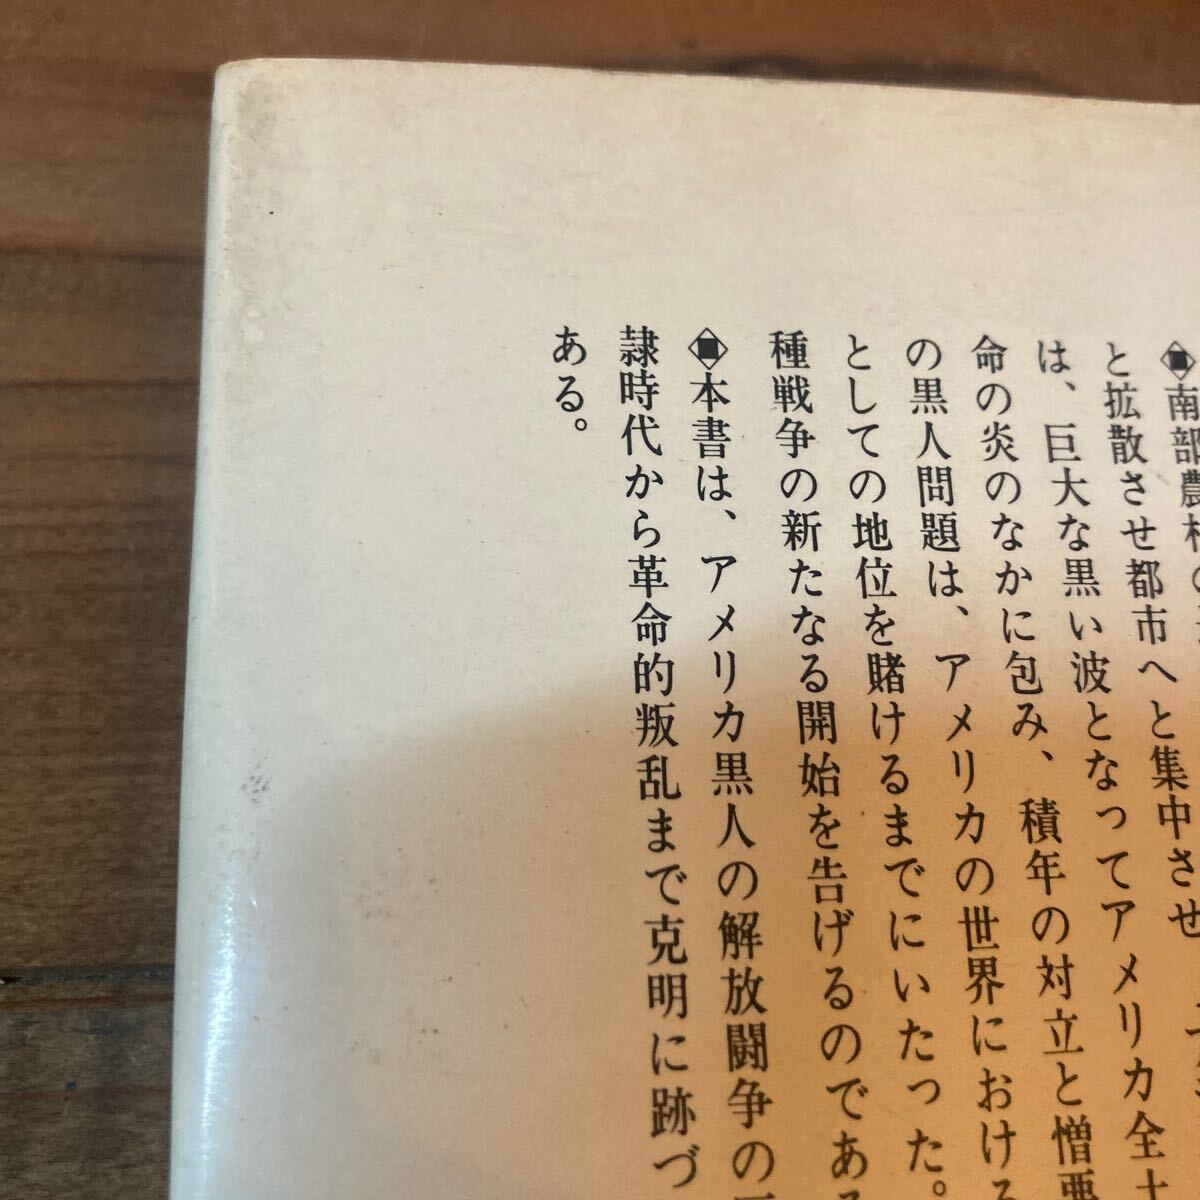 ◈南部農村の
と拡散させ都市へと集中させ
は、巨大な黒い波となってアメリカ全土
命の炎のなかに包み、積年の対立と憎悪
の黒人問題は、アメリカの世界における
としての地位を賭けるまでにいたった。
種戦争の新たなる開始を告げるのである
◈本書は、アメリカ黒人の解放闘争の
隷時代から革命的叛乱まで克明に跡づ
ある。